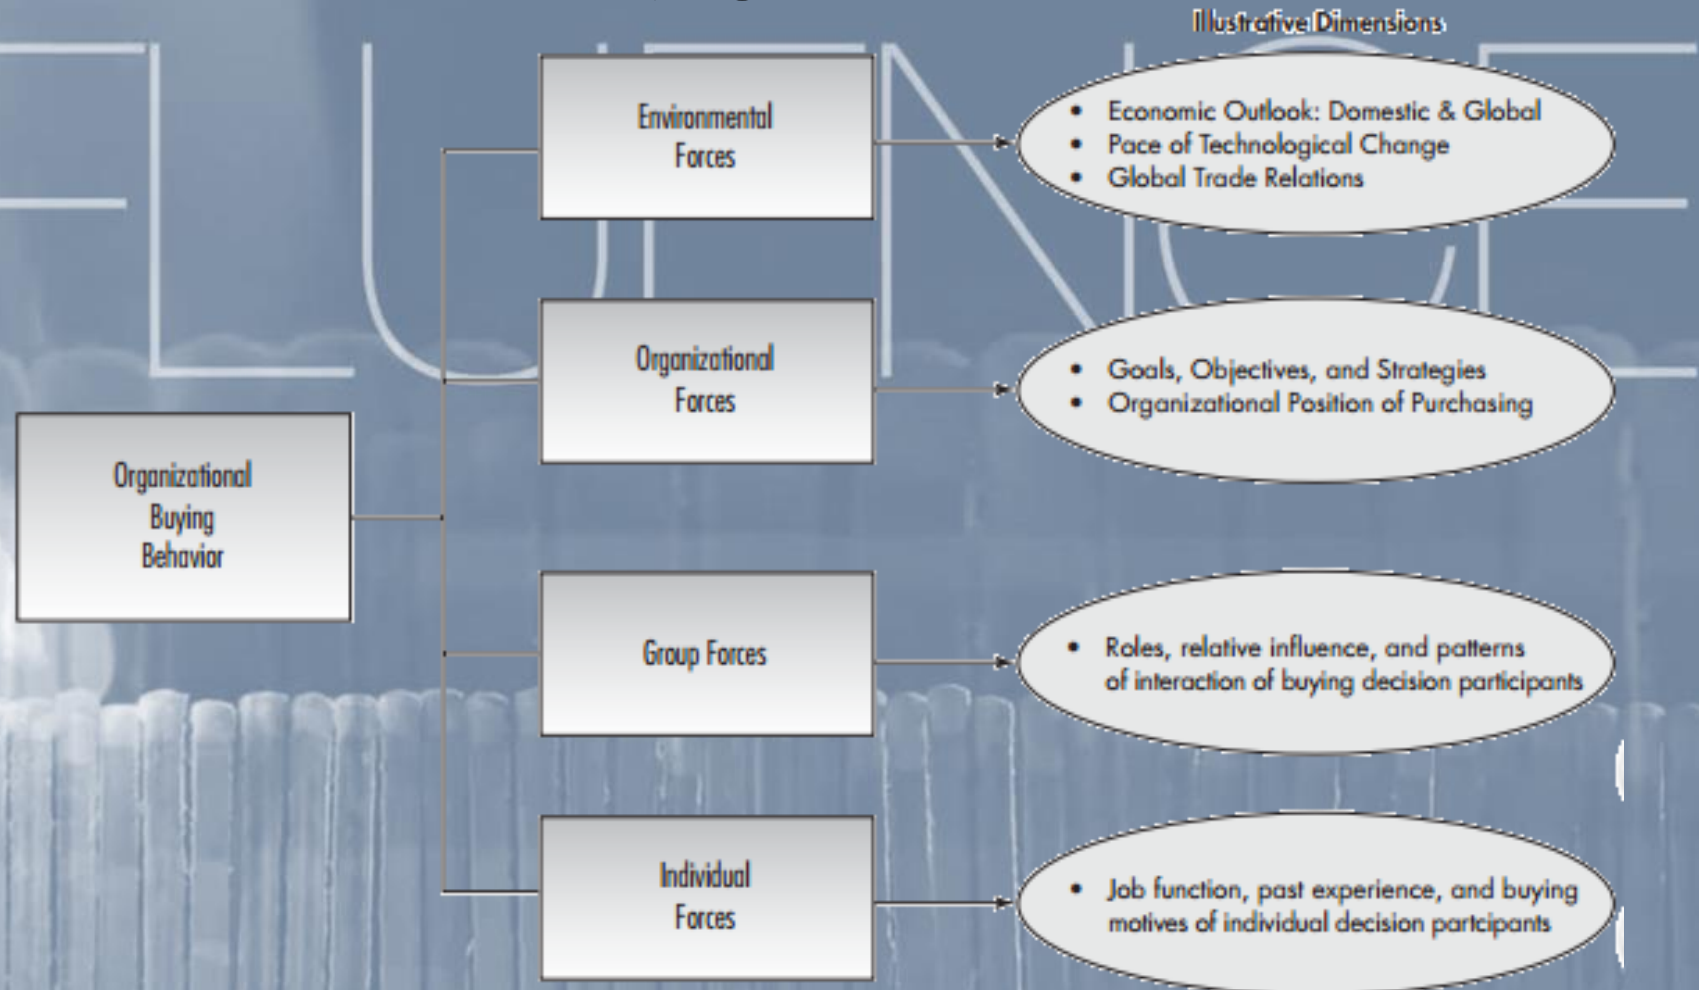 Illustrative Dimensions
Environmental
Forces
• Economic Outlook: Domestic & Global
• Pace of Technological Change
• Global Trade Relations
Organizational
Forces
• Goals, Objectives, and Strategies
• Organizational Position of Purchasing
Organizational
Buying
Behavior
Group Forces
• Roles, relative influence, and patterns
of interaction of buying decision participants
Individual
Forces
• Job function, past experience, and buying
motives of individual decision partcipants